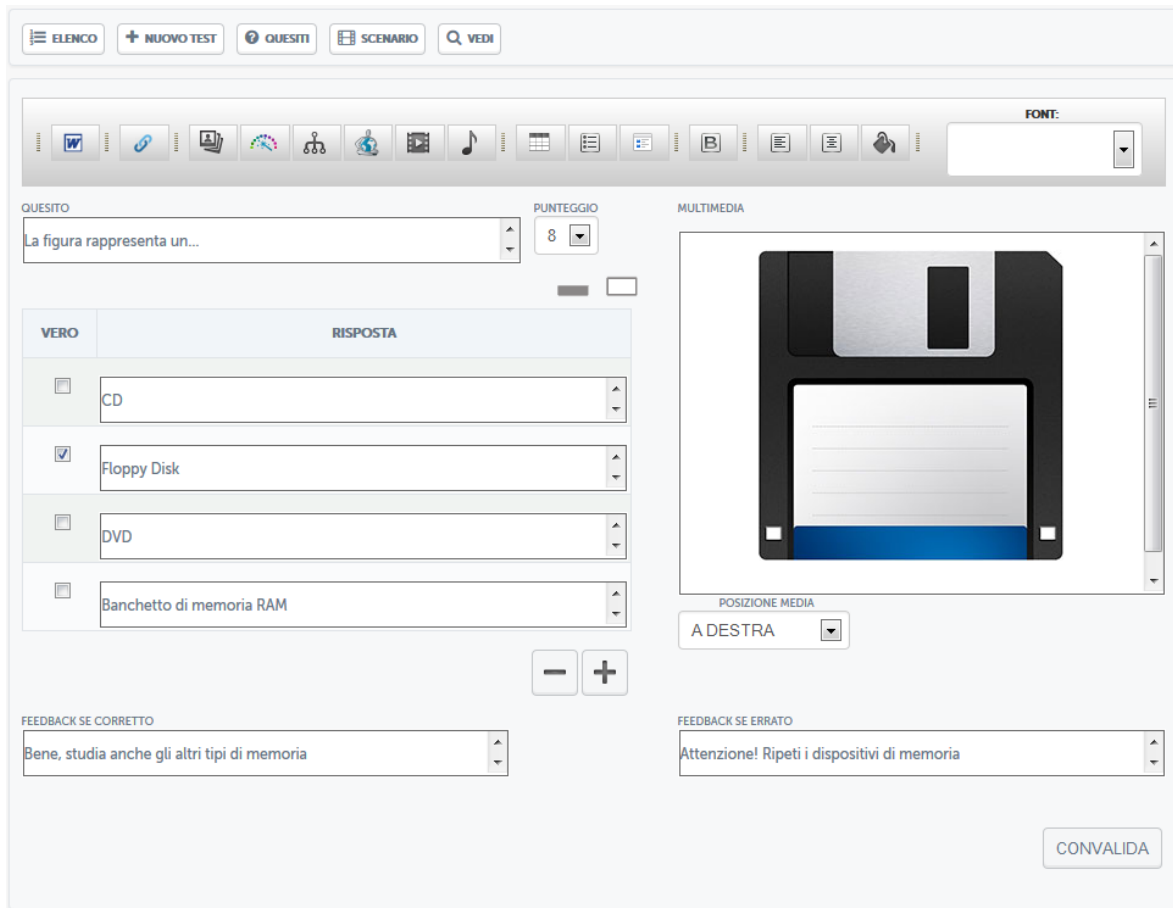 ELENCO NUOVO TEST QUESITI SCENARIO VEDI
FONT:
W B
QUESITO PUNTEGGIO MULTIMEDIA
La figura rappresenta un... 8
VERO RISPOSTA
CD
Floppy Disk
DVD
Banchetto di memoria RAM
POSIZIONE MEDIA
A DESTRA
FEEDBACK SE CORRETTO FEEDBACK SE ERRATO
Bene, studia anche gli altri tipi di memoria Attenzione! Ripeti i dispositivi di memoria
CONVALIDA